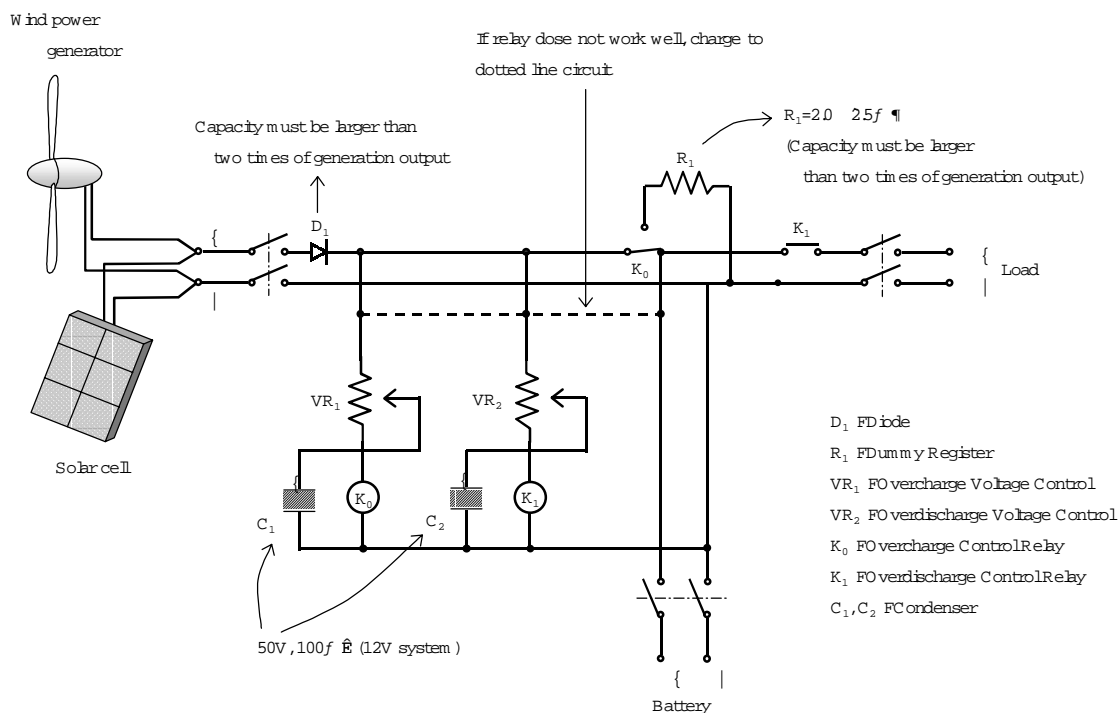 Wind power
generator
If relay dose not work well, charge to
dotted line circuit
Capacity must be larger than
two times of generation output
R₁=2.0 2.5ƒ ¶
(Capacity must be larger
than two times of generation output)
R₁
D₁
{
|
K₀
K₁
{
Load
|
VR₁
VR₂
Solar cell
{
K₀
C₁
{
K₁
C₂
D₁ FDiode
R₁ FDummy Register
VR₁ FOvercharge Voltage Control
VR₂ FOverdischarge Voltage Control
K₀ FOvercharge Control Relay
K₁ FOverdischarge Control Relay
C₁,C₂ FCondenser
50V,100ƒ Ê (12V system)
{ |
Battery